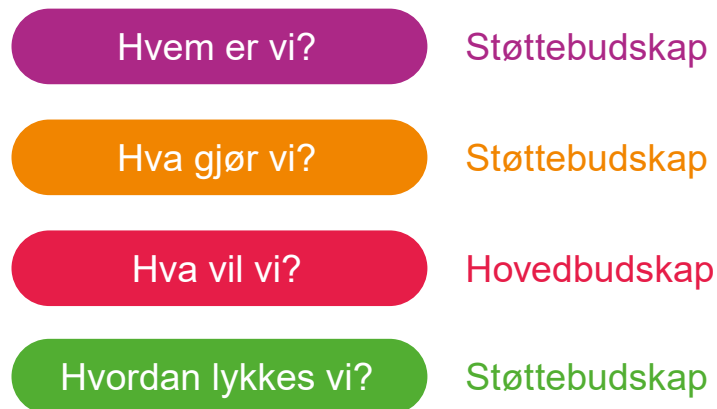 Hvem er vi? Støttebudskap
Hva gjør vi? Støttebudskap
Hva vil vi? Hovedbudskap
Hvordan lykkes vi? Støttebudskap